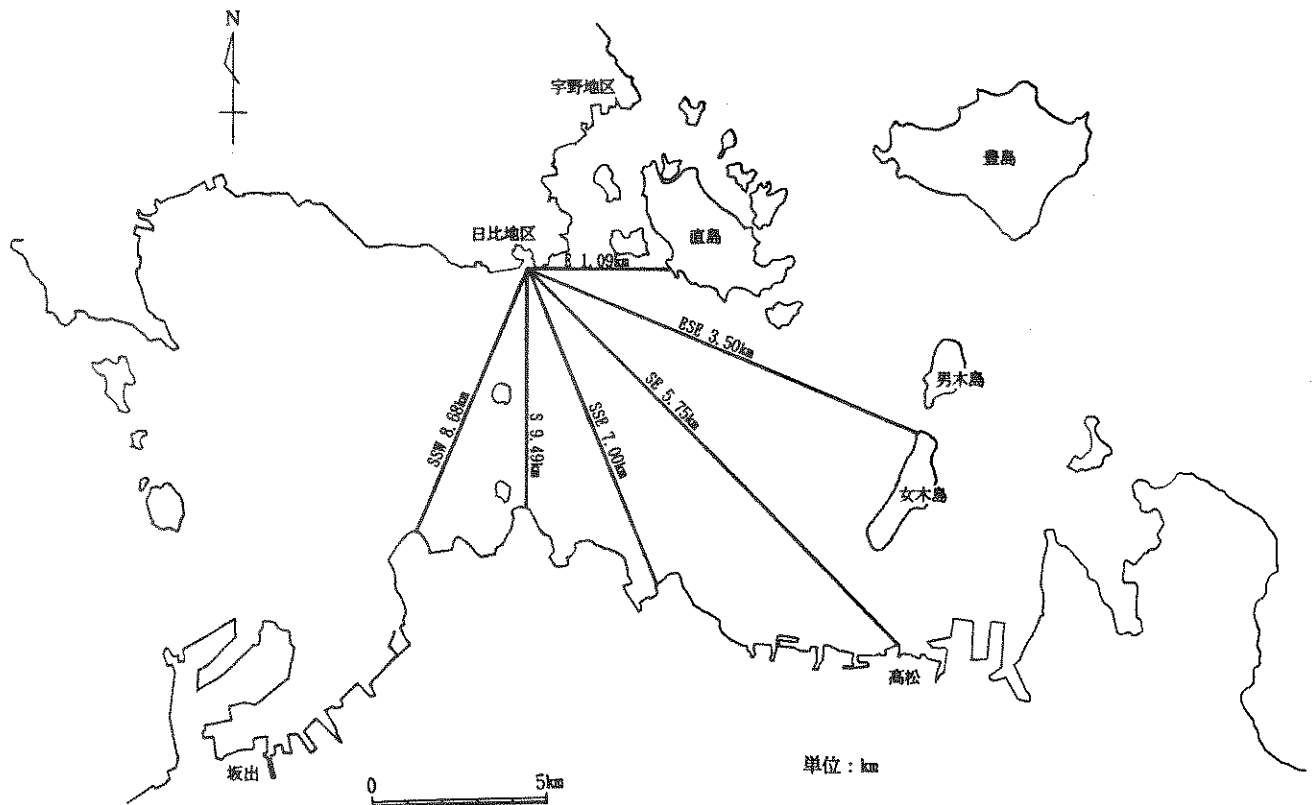 N
宇野地区
豊島
日比地区
直島
E 1.09km
ESE 3.50km
男木島
SE 5.75km
SSE 7.00km
S 9.49km
SSW 8.68km
女木島
高松
坂出
単位：km
0
5km